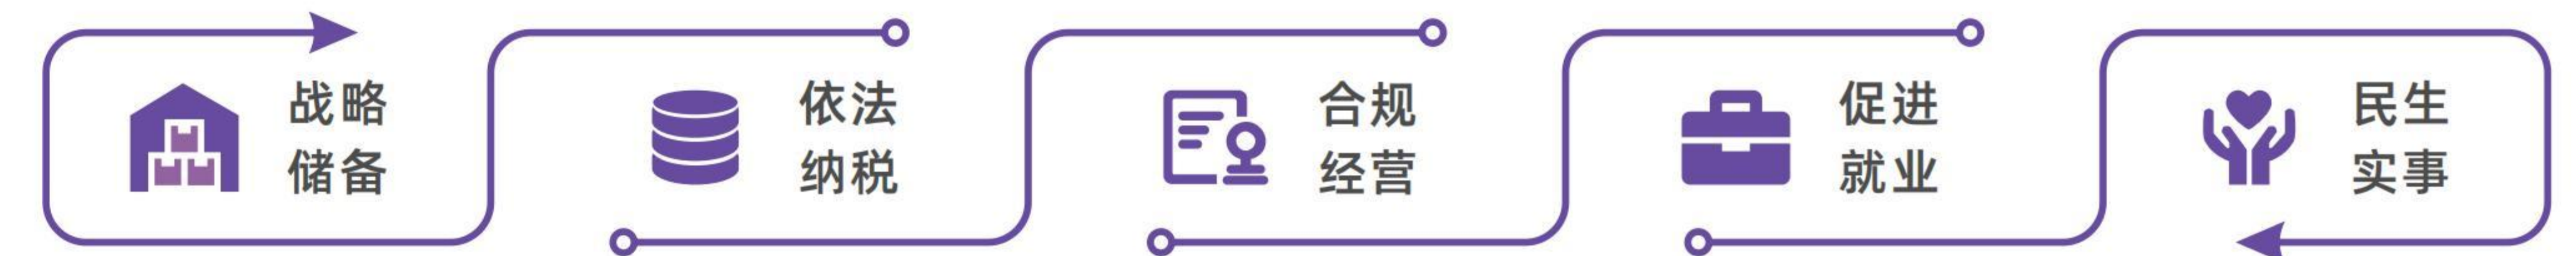 战略
储备
依法
纳税
合规
经营
促进
就业
民生
实事